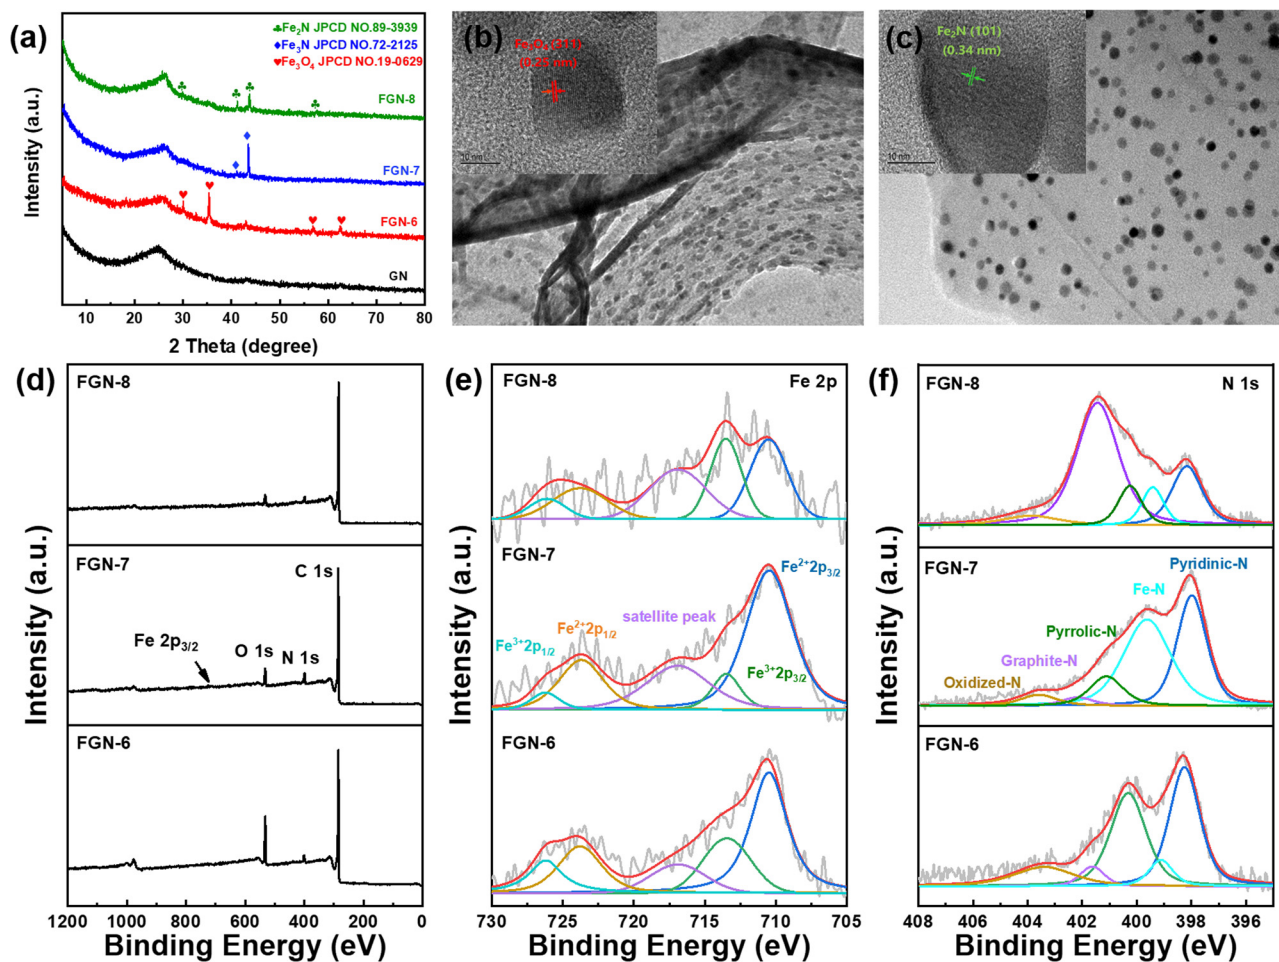 (a)
♣Fe₂N JPCD NO.89-3939
♦Fe₃N JPCD NO.72-2125
♥Fe₃O₄ JPCD NO.19-0629
FGN-8
FGN-7
FGN-6
GN
Intensity (a.u.)
10 20 30 40 50 60 70 80
2 Theta (degree)
(b)
Fe₃O₄ (311)
(0.25 nm)
10 nm
(c)
Fe₂N (101)
(0.34 nm)
10 nm
(d)
FGN-8
FGN-7
C 1s
Fe 2p₃/₂
O 1s
N 1s
FGN-6
Intensity (a.u.)
1200 1000 800 600 400 200 0
Binding Energy (eV)
(e)
FGN-8
Fe 2p
FGN-7
Fe²⁺2p₃/₂
satellite peak
Fe²⁺2p₁/₂
Fe³⁺2p₁/₂
Fe³⁺2p₃/₂
FGN-6
Intensity (a.u.)
730 725 720 715 710 705
Binding Energy (eV)
(f)
FGN-8
N 1s
FGN-7
Pyridinic-N
Fe-N
Pyrrolic-N
Graphite-N
Oxidized-N
FGN-6
Intensity (a.u.)
408 406 404 402 400 398 396
Binding Energy (eV)